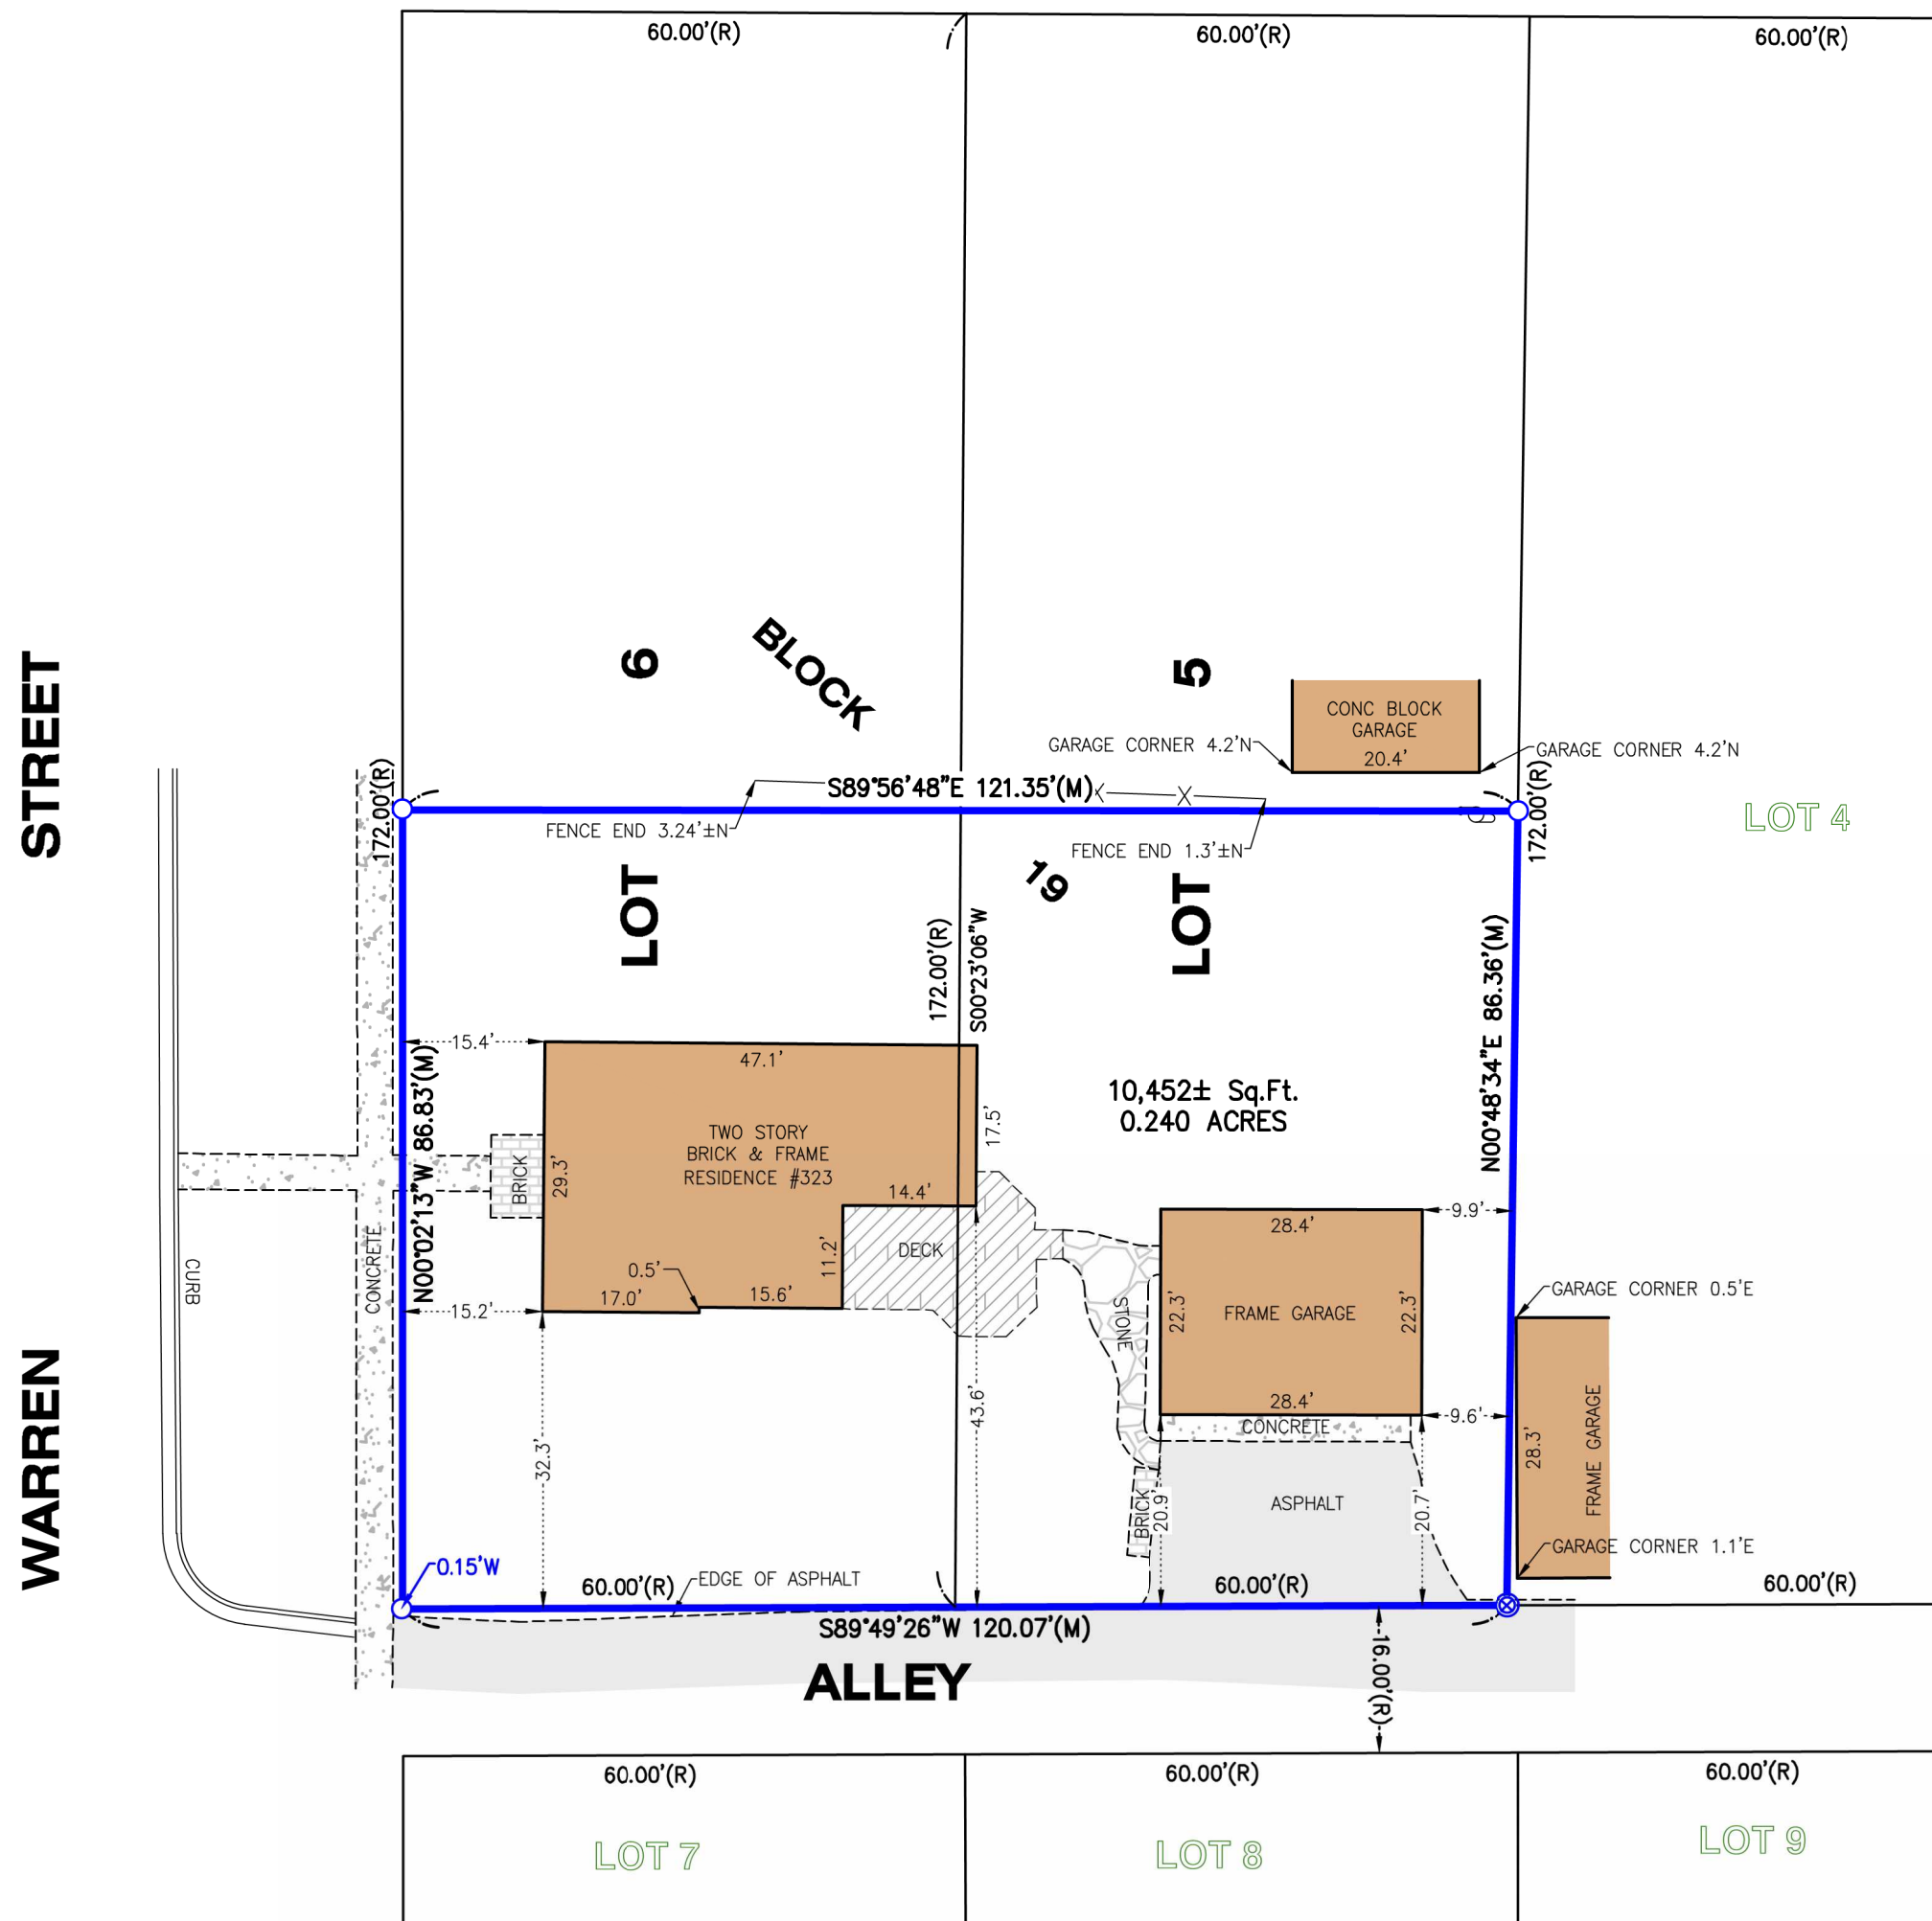 60.00'(R)
60.00'(R)
60.00'(R)
STREET
WARREN
6
BLOCK
5
CONC BLOCK
GARAGE
20.4'
GARAGE CORNER 4.2'N
GARAGE CORNER 4.2'N
172.00'(R)
S89°56'48"E 121.35'(M)
172.00'(R)
LOT 4
FENCE END 3.24'±N
FENCE END 1.3'±N
LOT
19
LOT
172.00'(R)
S00°23'06"W
N00°48'34"E 86.36'(M)
15.4'
47.1'
N00°02'13"W 86.83'(M)
10,452± Sq.Ft.
0.240 ACRES
17.5'
TWO STORY
BRICK & FRAME
RESIDENCE #323
BRICK
29.3'
14.4'
11.2'
DECK
28.4'
9.9'
CURB
CONCRETE
0.5'
17.0'
15.6'
15.2'
STONE
22.3'
FRAME GARAGE
22.3'
GARAGE CORNER 0.5'E
28.4'
9.6'
CONCRETE
43.6'
32.3'
28.3'
FRAME GARAGE
BRICK
20.9'
ASPHALT
20.7'
GARAGE CORNER 1.1'E
0.15'W
60.00'(R)
EDGE OF ASPHALT
60.00'(R)
60.00'(R)
S89°49'26"W 120.07'(M)
ALLEY
16.00'(R)
60.00'(R)
60.00'(R)
60.00'(R)
LOT 7
LOT 8
LOT 9